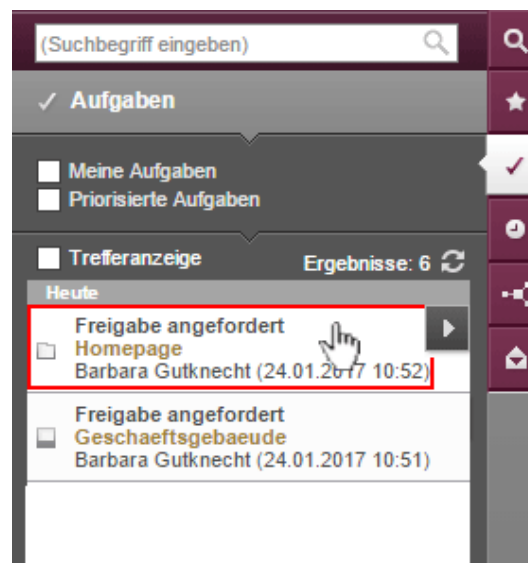 (Suchbegriff eingeben)
Aufgaben
Meine Aufgaben
Priorisierte Aufgaben
Trefferanzeige
Ergebnisse: 6
Heute
Freigabe angefordert
Homepage
Barbara Gutknecht (24.01.2017 10:52)
Freigabe angefordert
Geschaeftsgebaeude
Barbara Gutknecht (24.01.2017 10:51)